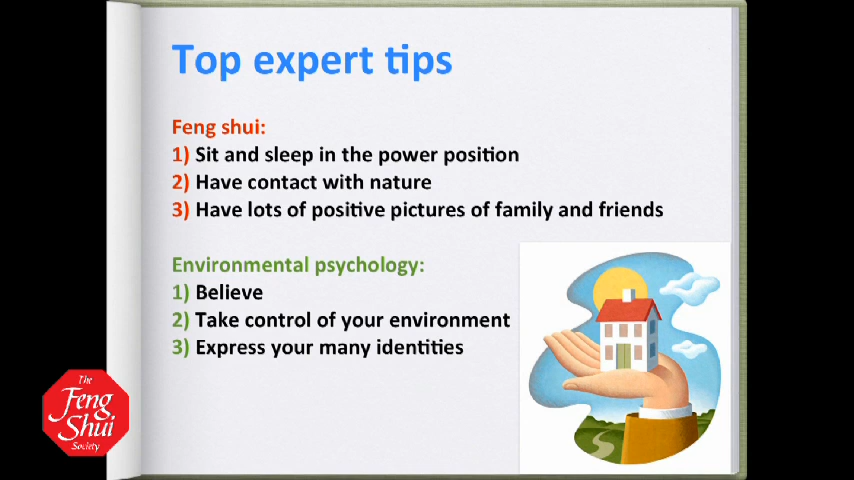 Top expert tips
Feng shui:
1) Sit and sleep in the power position
2) Have contact with nature
3) Have lots of positive pictures of family and friends
Environmental psychology:
1) Believe
2) Take control of your environment
3) Express your many identities
The
Feng
Shui
Society